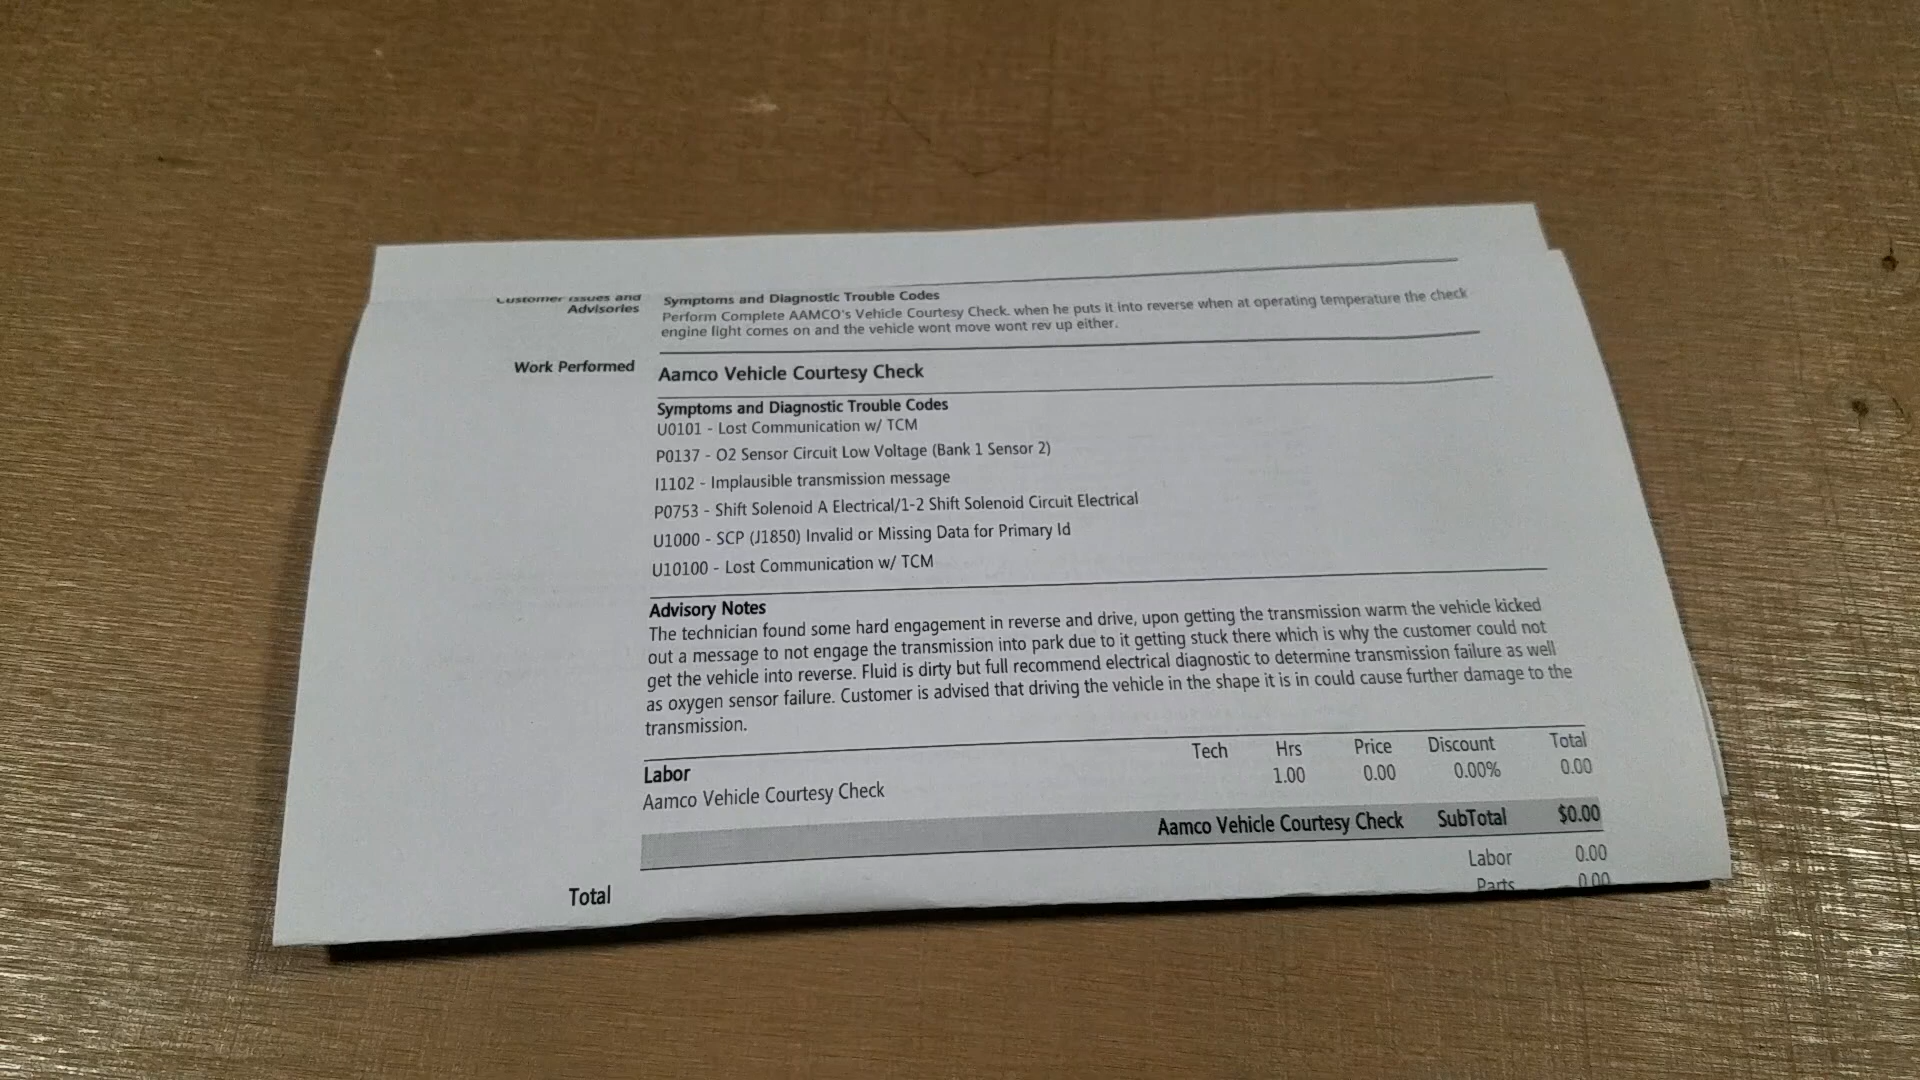 Customer Issues and
Advisories
Symptoms and Diagnostic Trouble Codes
Perform Complete AAMCO's Vehicle Courtesy Check. when he puts it into reverse when at operating temperature the check
engine light comes on and the vehicle wont move wont rev up either.
Work Performed
Aamco Vehicle Courtesy Check
Symptoms and Diagnostic Trouble Codes
U0101 - Lost Communication w/ TCM
P0137 - O2 Sensor Circuit Low Voltage (Bank 1 Sensor 2)
I1102 - Implausible transmission message
P0753 - Shift Solenoid A Electrical/1-2 Shift Solenoid Circuit Electrical
U1000 - SCP (J1850) Invalid or Missing Data for Primary Id
U10100 - Lost Communication w/ TCM
Advisory Notes
The technician found some hard engagement in reverse and drive, upon getting the transmission warm the vehicle kicked
out a message to not engage the transmission into park due to it getting stuck there which is why the customer could not
get the vehicle into reverse. Fluid is dirty but full recommend electrical diagnostic to determine transmission failure as well
as oxygen sensor failure. Customer is advised that driving the vehicle in the shape it is in could cause further damage to the
transmission.
Labor Tech Hrs Price Discount Total
Aamco Vehicle Courtesy Check 1.00 0.00 0.00% 0.00
Aamco Vehicle Courtesy Check SubTotal $0.00
Labor 0.00
Total Parts 0.00